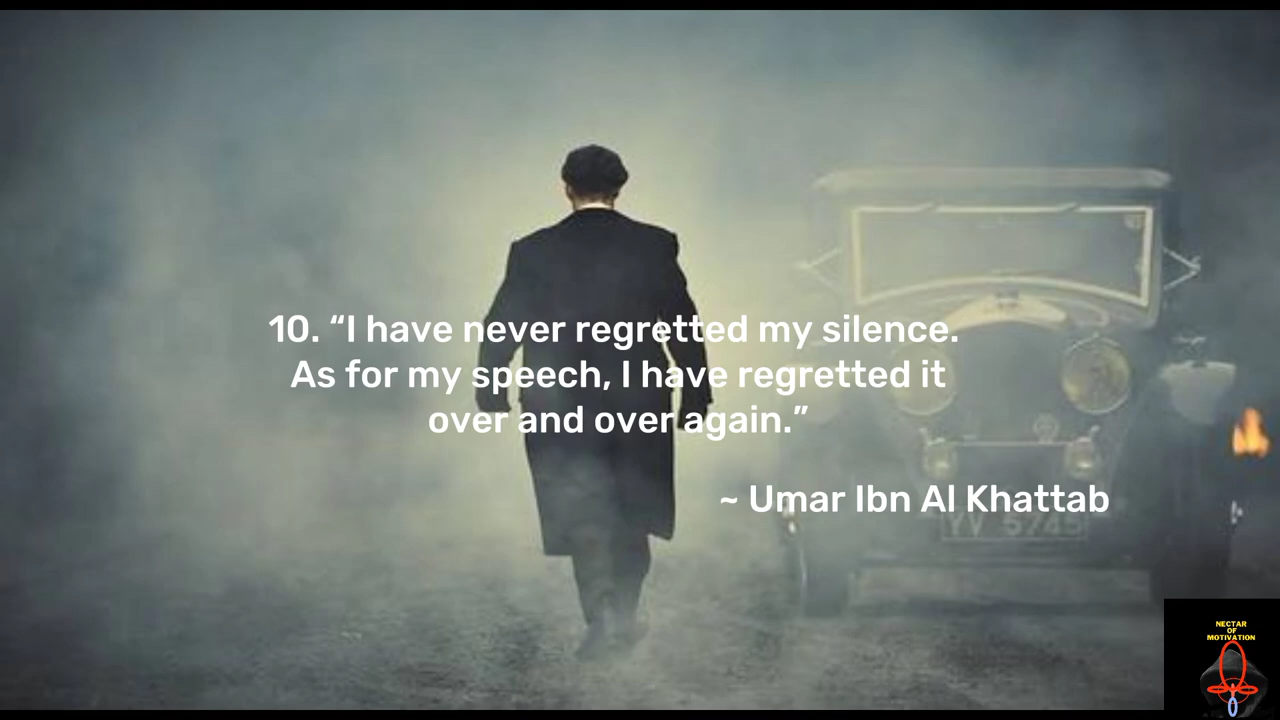 10. “I have never regretted my silence.
As for my speech, I have regretted it
over and over again.”
~ Umar Ibn Al Khattab
YV 5745
NECTAR
OF
MOTIVATION